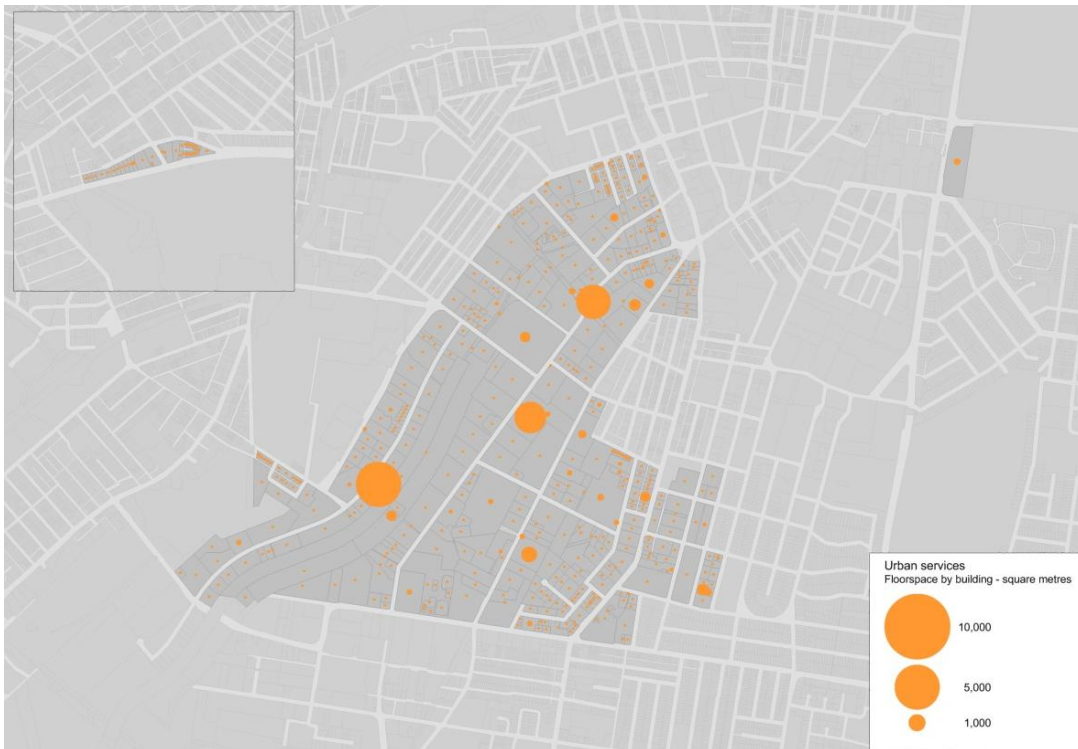 Urban services
Floorspace by building - square metres
10,000
5,000
1,000